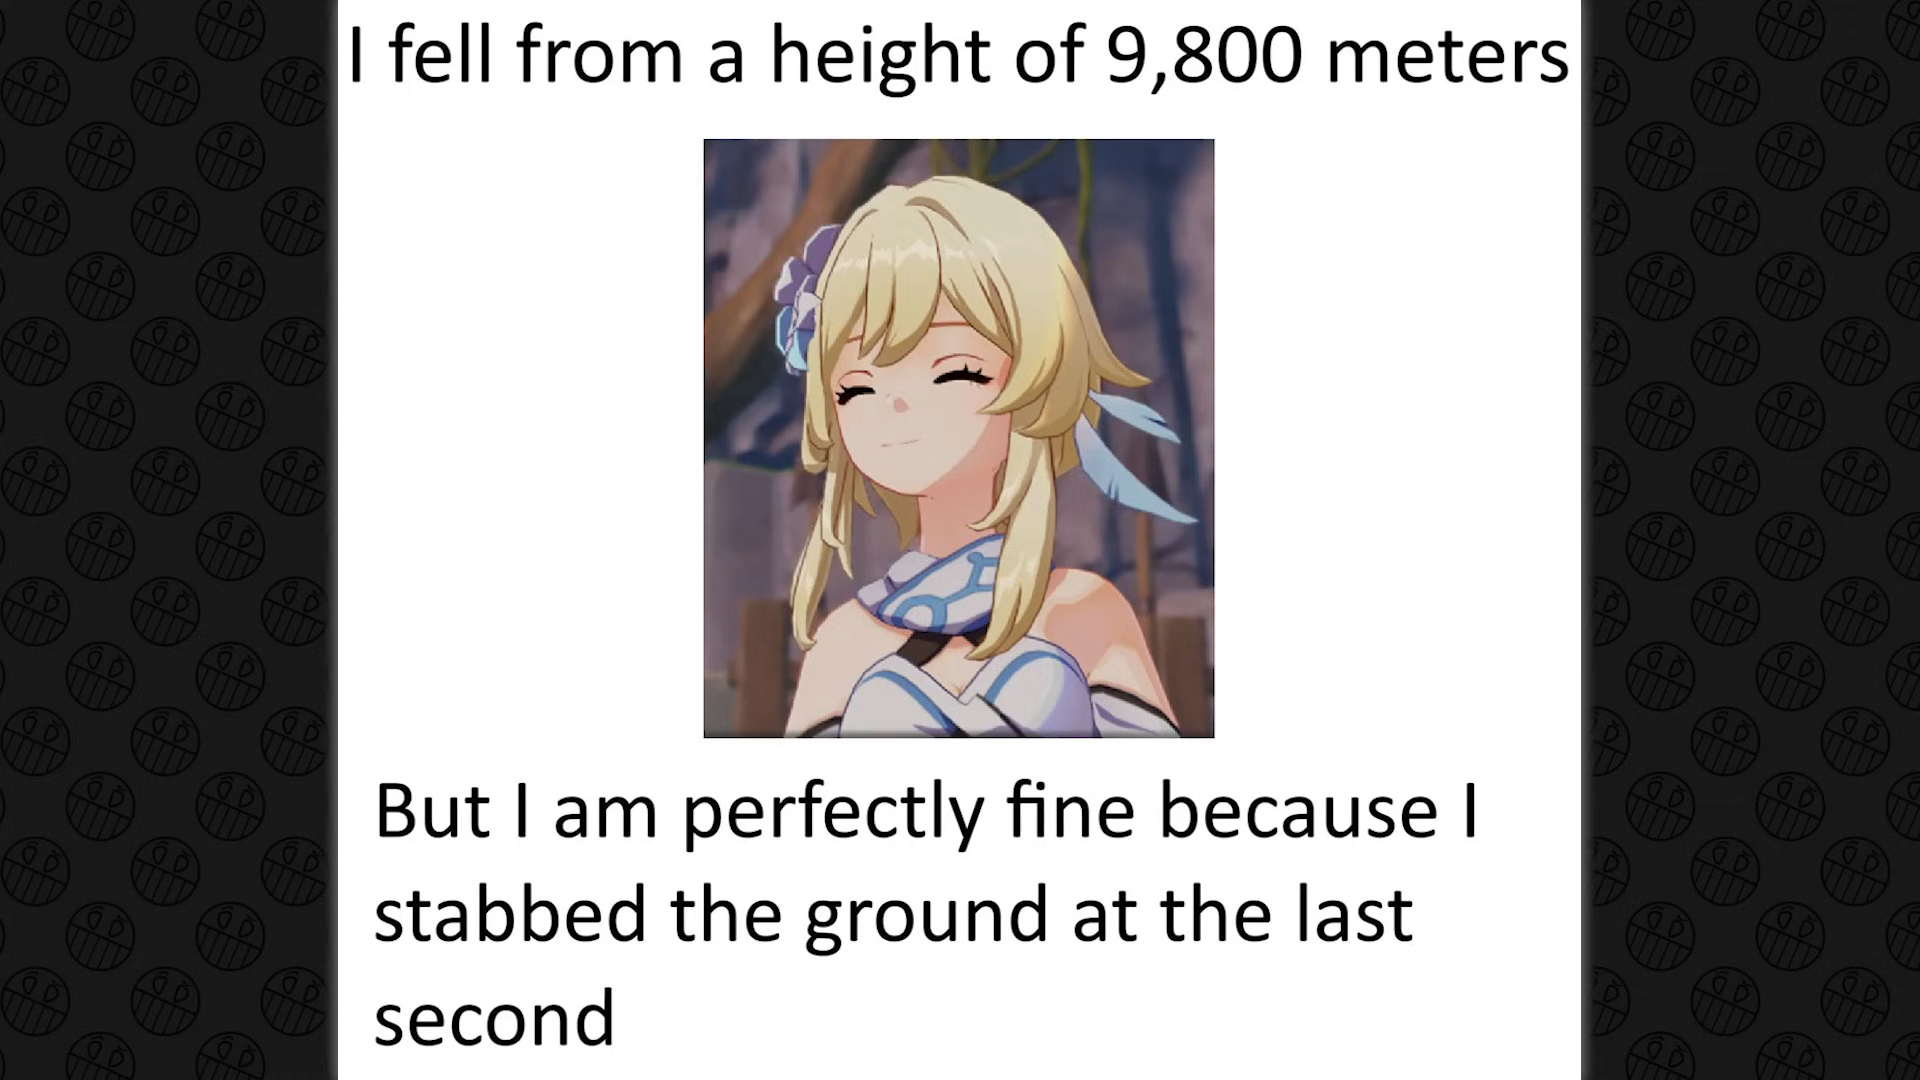 I fell from a height of 9,800 meters
But I am perfectly fine because I
stabbed the ground at the last
second